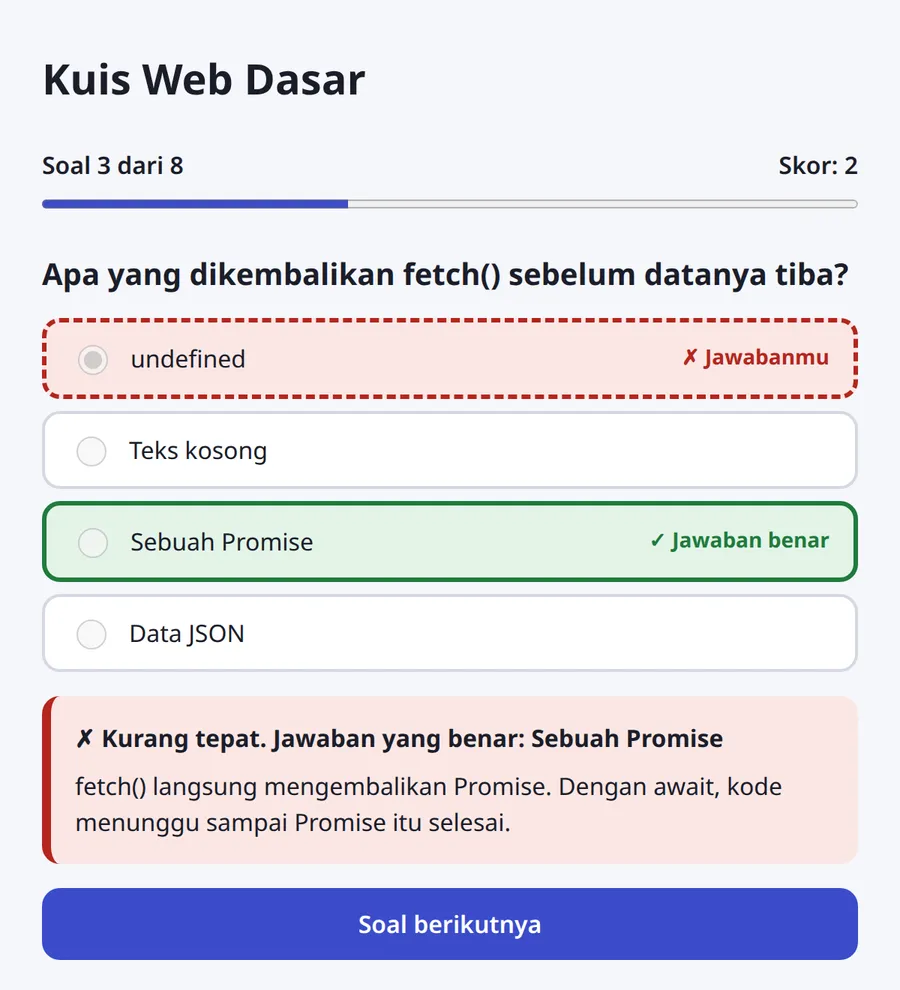 Kuis Web Dasar
Soal 3 dari 8
Skor: 2
Apa yang dikembalikan fetch() sebelum datanya tiba?
undefined
✗ Jawabanmu
Teks kosong
Sebuah Promise
✓ Jawaban benar
Data JSON
✗ Kurang tepat. Jawaban yang benar: Sebuah Promise
fetch() langsung mengembalikan Promise. Dengan await, kode
menunggu sampai Promise itu selesai.
Soal berikutnya